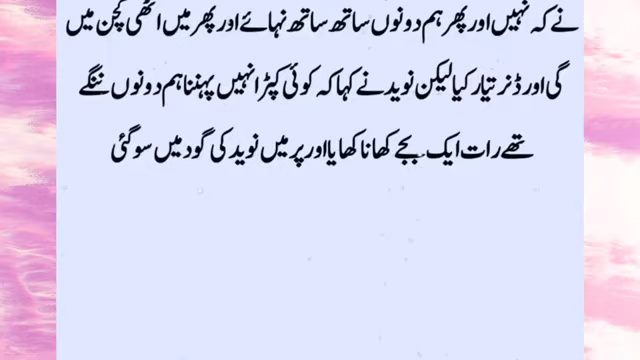 نے کہ نہیں اور پھر ہم دونوں ساتھ ساتھ نہائے اور پھر میں اٹھی کچن میں
گی اور ڈنر تیار کیا لیکن نوید نے کہا کہ کوئی کپڑا نہیں پہننا ہم دونوں ننگے
تھے رات ایک بجے کھانا کھایا اور پر میں نوید کی گود میں سو گئی